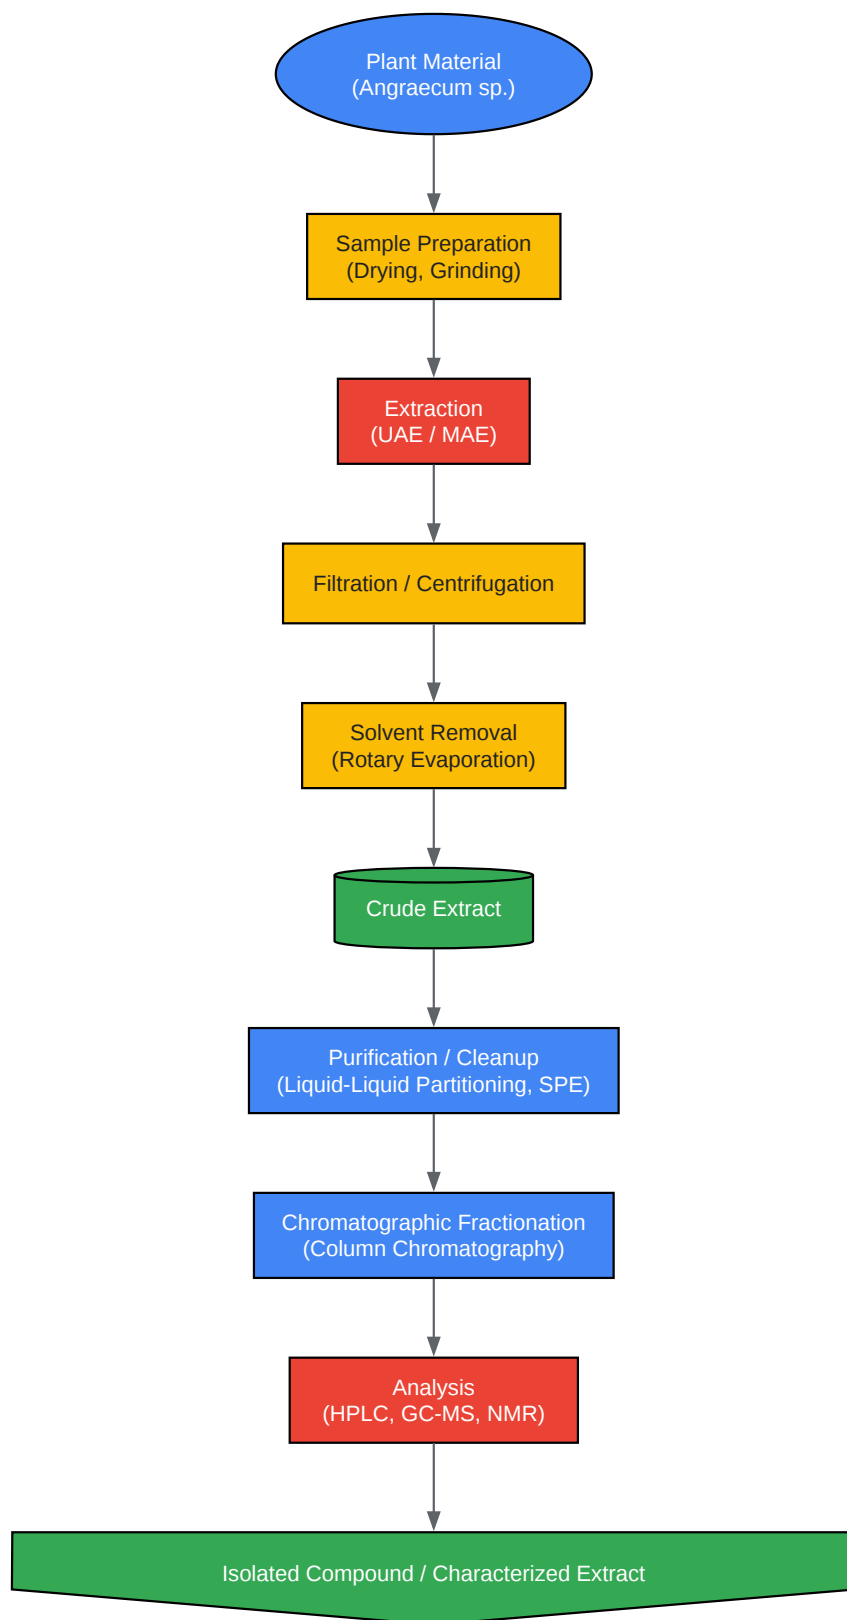 Plant Material
(Angraecum sp.)
Sample Preparation
(Drying, Grinding)
Extraction
(UAE / MAE)
Filtration / Centrifugation
Solvent Removal
(Rotary Evaporation)
Crude Extract
Purification / Cleanup
(Liquid-Liquid Partitioning, SPE)
Chromatographic Fractionation
(Column Chromatography)
Analysis
(HPLC, GC-MS, NMR)
Isolated Compound / Characterized Extract